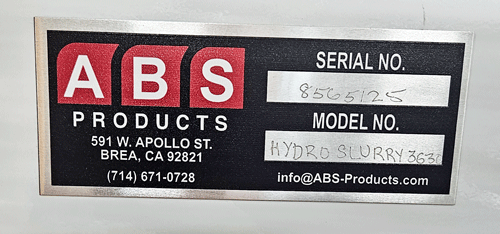 ABS
PRODUCTS
591 W. APOLLO ST.
BREA, CA 92821
(714) 671-0728
SERIAL NO.
8565125
MODEL NO.
HYDRO SLURRY 3636
info@ABS-Products.com